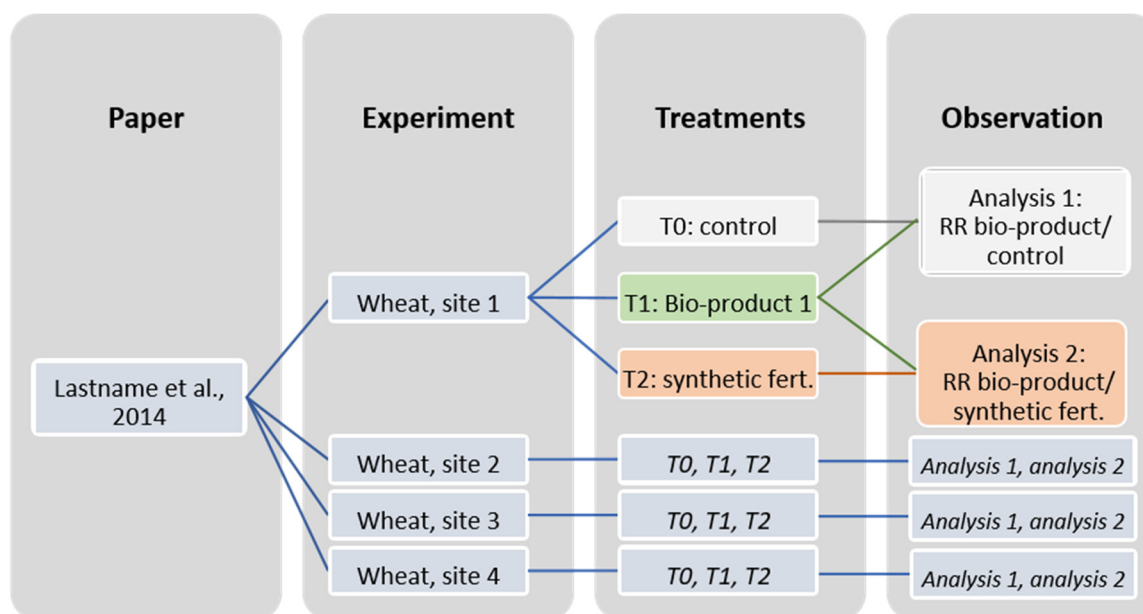 Paper
Experiment
Treatments
Observation
Lastname et al.,
2014
Wheat, site 1
T0: control
T1: Bio-product 1
T2: synthetic fert.
Analysis 1:
RR bio-product/
control
Analysis 2:
RR bio-product/
synthetic fert.
Wheat, site 2
T0, T1, T2
Analysis 1, analysis 2
Wheat, site 3
T0, T1, T2
Analysis 1, analysis 2
Wheat, site 4
T0, T1, T2
Analysis 1, analysis 2